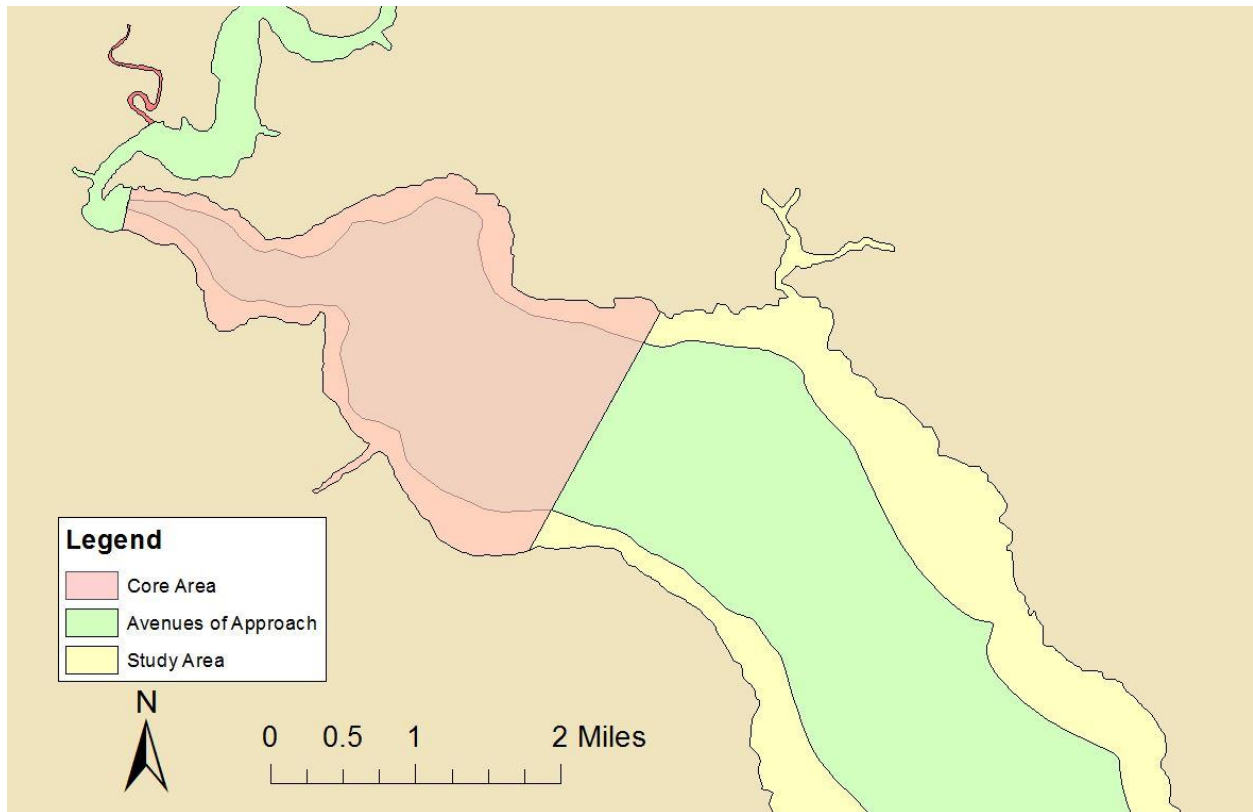 Legend
Core Area
Avenues of Approach
Study Area
N
0 0.5 1 2 Miles